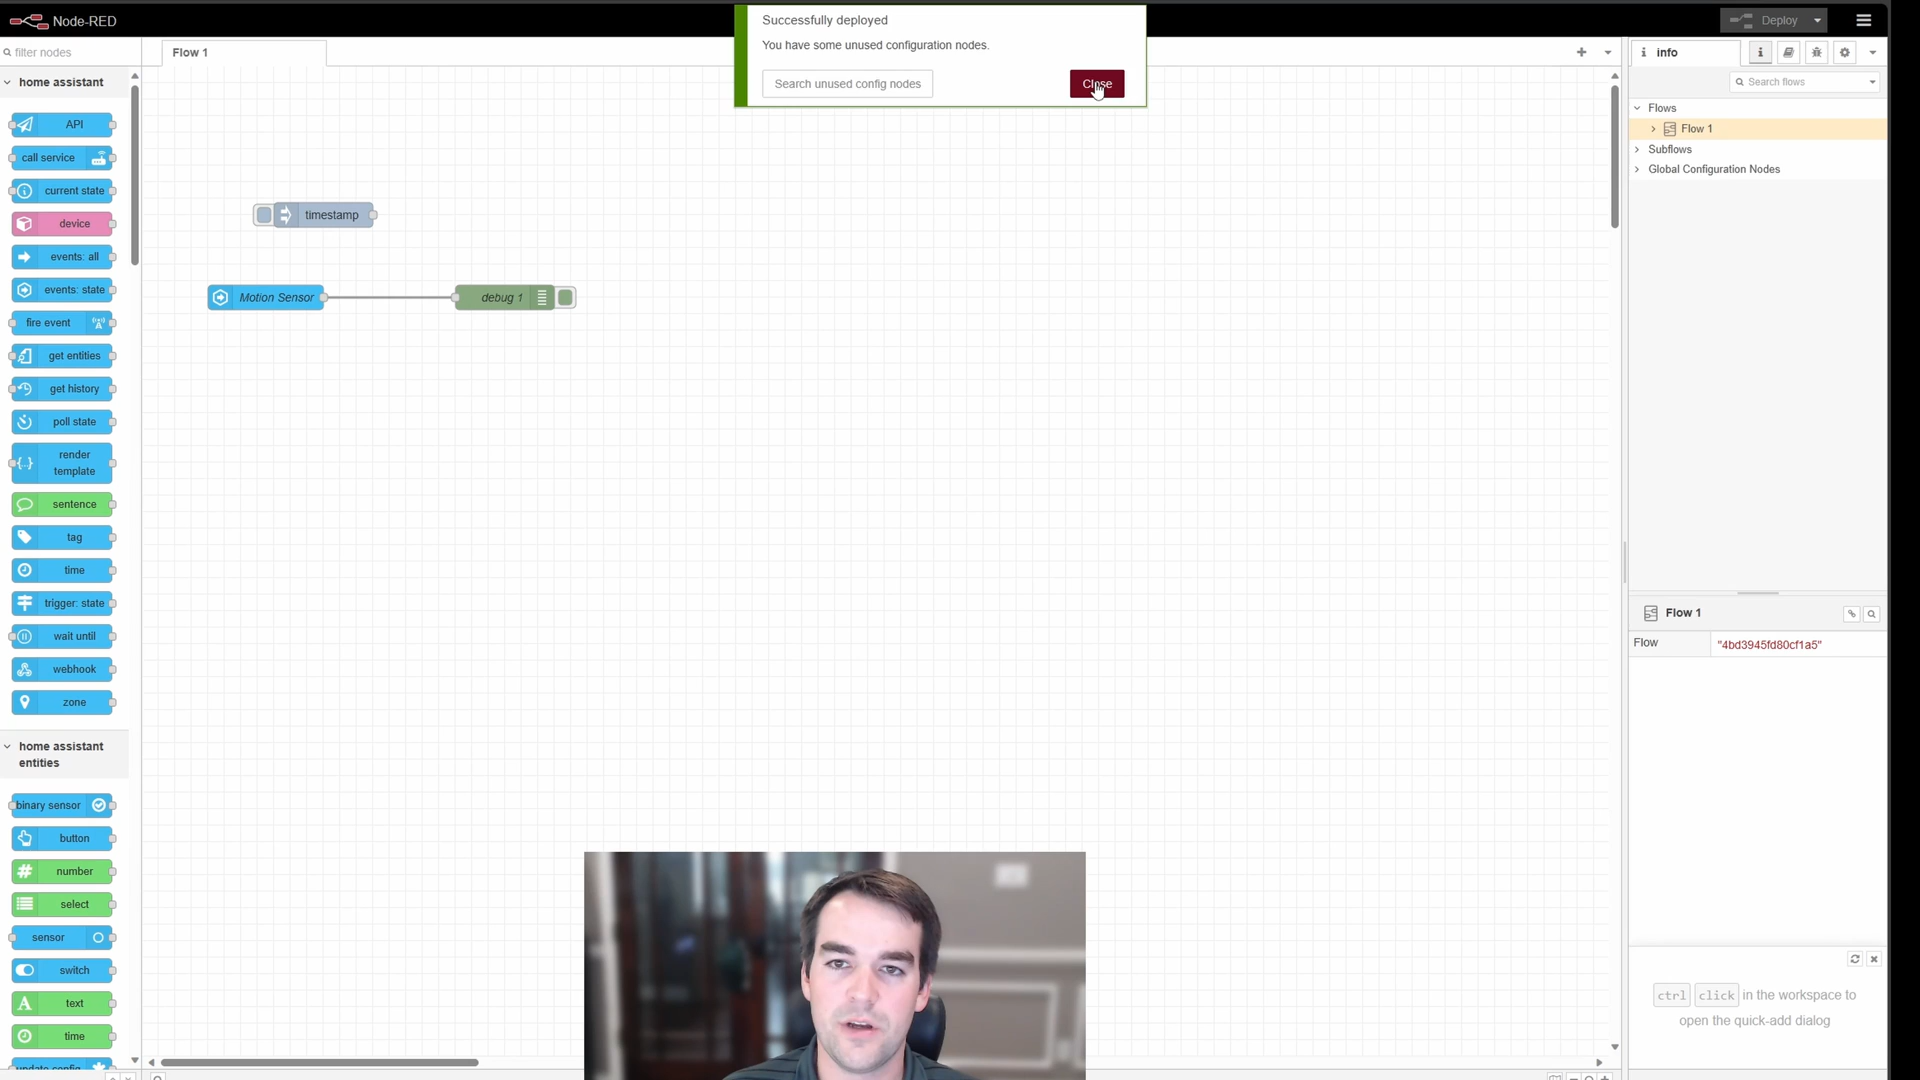 Node-RED
Deploy
Successfully deployed
You have some unused configuration nodes.
Search unused config nodes
Close
filter nodes
Flow 1
info
home assistant
API
call service
current state
device
events: all
events: state
fire event
get entities
get history
poll state
render
template
sentence
tag
time
trigger: state
wait until
webhook
zone
home assistant
entities
binary sensor
button
number
select
sensor
switch
text
time
update config
timestamp
Motion Sensor
debug 1
Search flows
Flows
Flow 1
Subflows
Global Configuration Nodes
Flow 1
Flow "4bd3945fd80cf1a5"
ctrl click in the workspace to
open the quick-add dialog